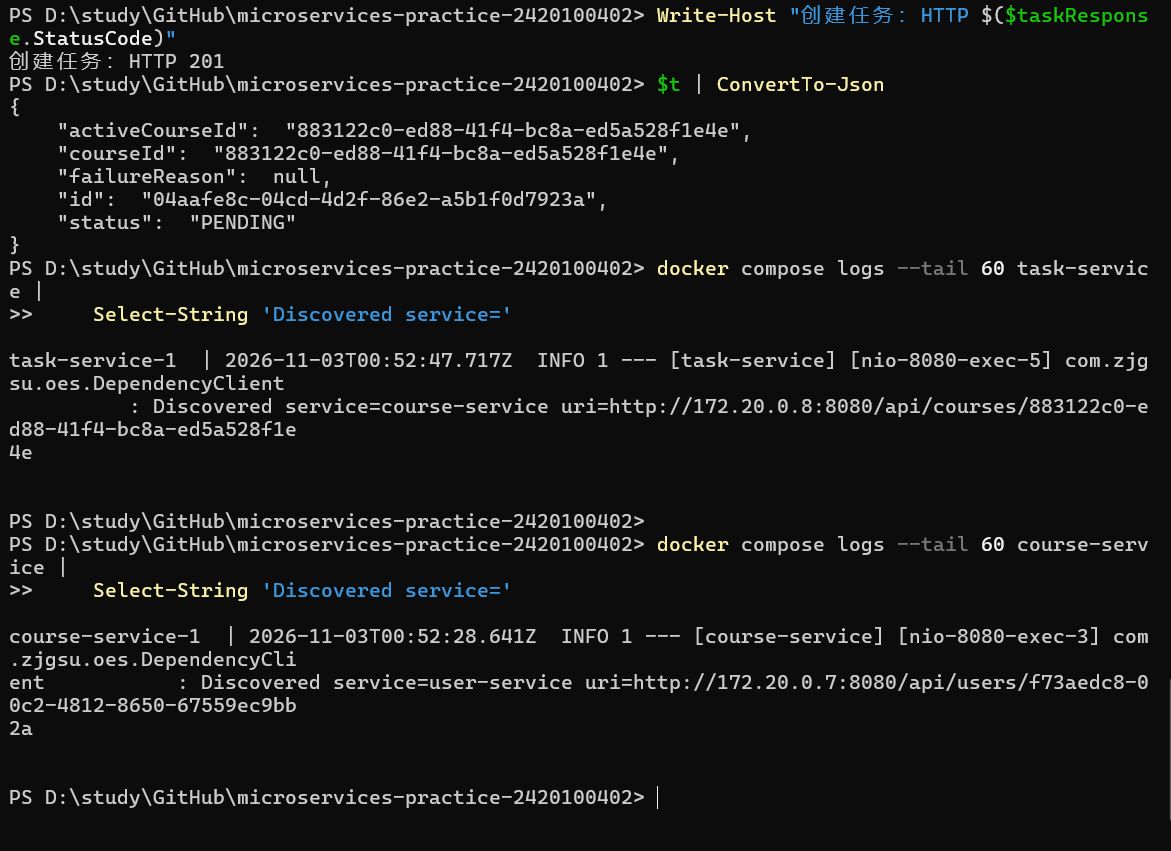 PS D:\study\GitHub\microservices-practice-2420100402> Write-Host "创建任务: HTTP $($taskRespons
e.StatusCode)"
创建任务: HTTP 201
PS D:\study\GitHub\microservices-practice-2420100402> $t | ConvertTo-Json
{
    "activeCourseId":  "883122c0-ed88-41f4-bc8a-ed5a528f1e4e",
    "courseId":  "883122c0-ed88-41f4-bc8a-ed5a528f1e4e",
    "failureReason":  null,
    "id":  "04aafe8c-04cd-4d2f-86e2-a5b1f0d7923a",
    "status":  "PENDING"
}
PS D:\study\GitHub\microservices-practice-2420100402> docker compose logs --tail 60 task-servic
e |
>>     Select-String 'Discovered service='
task-service-1  | 2026-11-03T00:52:47.717Z  INFO 1 --- [task-service] [nio-8080-exec-5] com.zjg
su.oes.DependencyClient
          : Discovered service=course-service uri=http://172.20.0.8:8080/api/courses/883122c0-e
d88-41f4-bc8a-ed5a528f1e
4e
PS D:\study\GitHub\microservices-practice-2420100402>
PS D:\study\GitHub\microservices-practice-2420100402> docker compose logs --tail 60 course-serv
ice |
>>     Select-String 'Discovered service='
course-service-1  | 2026-11-03T00:52:28.641Z  INFO 1 --- [course-service] [nio-8080-exec-3] com
.zjgsu.oes.DependencyCli
ent           : Discovered service=user-service uri=http://172.20.0.7:8080/api/users/f73aedc8-0
0c2-4812-8650-67559ec9bb
2a
PS D:\study\GitHub\microservices-practice-2420100402>